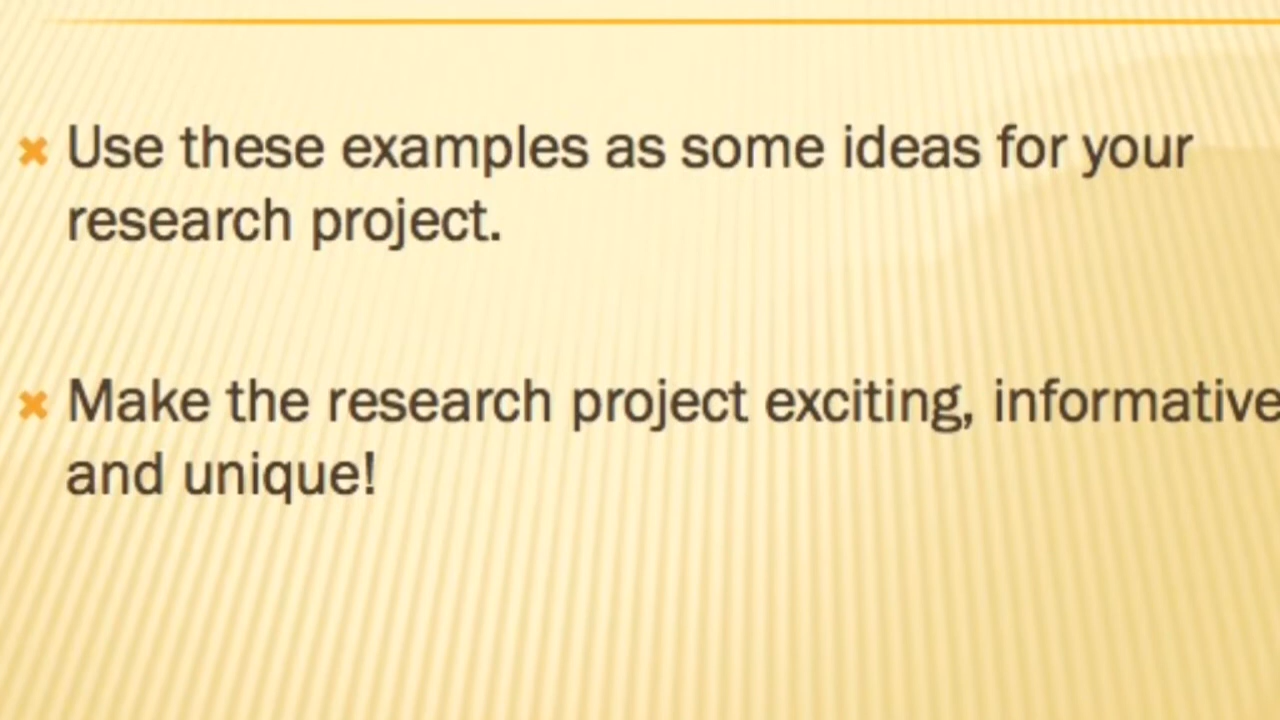 Use these examples as some ideas for your
research project.
Make the research project exciting, informative
and unique!